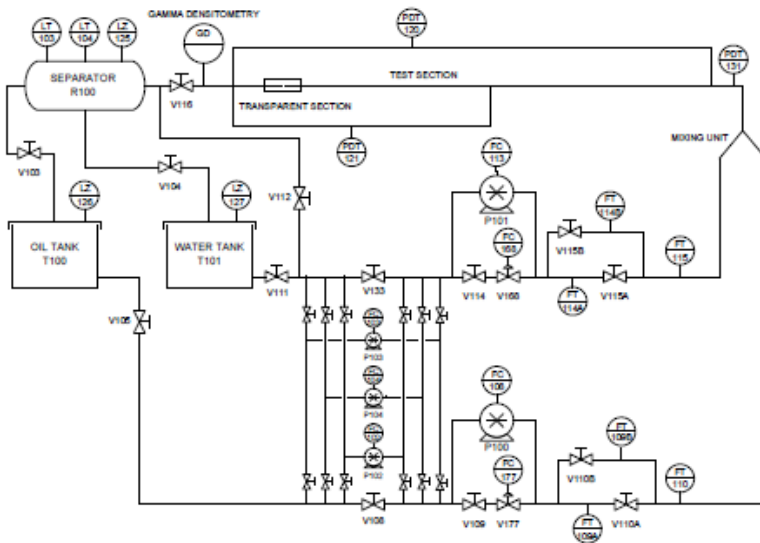 GAMMA DENSITOMETRY
LT
103
LT
104
LZ
125
GD
PDT
120
PDT
131
SEPARATOR
R100
TEST SECTION
V116
TRANSPARENT SECTION
MIXING UNIT
PDT
121
FC
113
V103
V104
V112
LZ
126
LZ
127
P101
FC
168
FT
114B
OIL TANK
T100
WATER TANK
T101
V115B
FT
115
V111
V133
V114
V168
FT
114A
V115A
V105
P103
P104
FC
106
P100
P102
FC
177
FT
109B
V110B
FT
110
V108
V109
V177
FT
109A
V110A